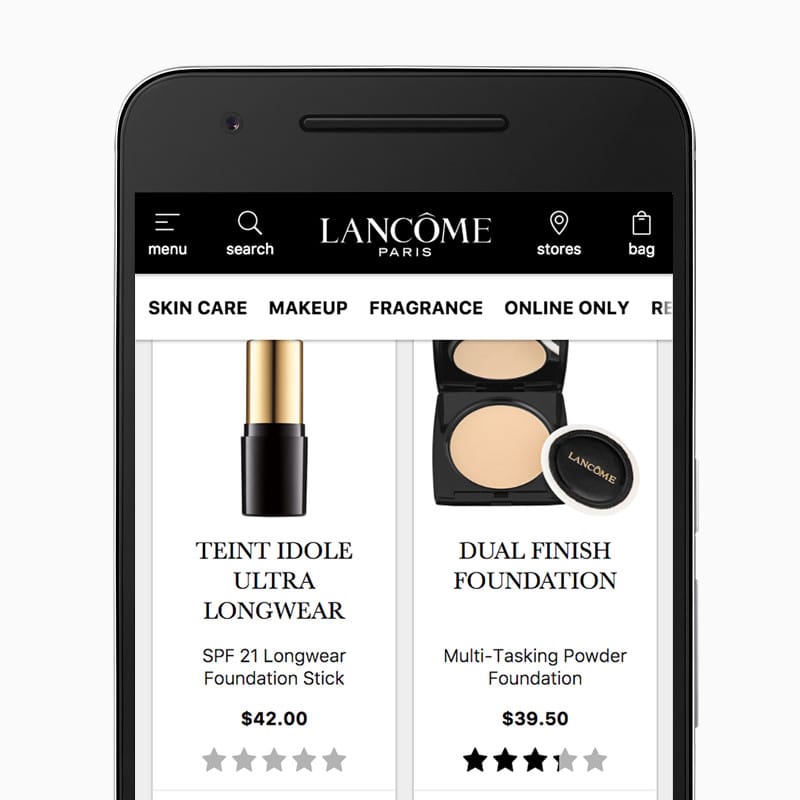 menu
search
LANCÔME
PARIS
stores
bag
SKIN CARE MAKEUP FRAGRANCE ONLINE ONLY RE
LANCÔME
TEINT IDOLE
ULTRA
LONGWEAR
SPF 21 Longwear
Foundation Stick
$42.00
DUAL FINISH
FOUNDATION
Multi-Tasking Powder
Foundation
$39.50